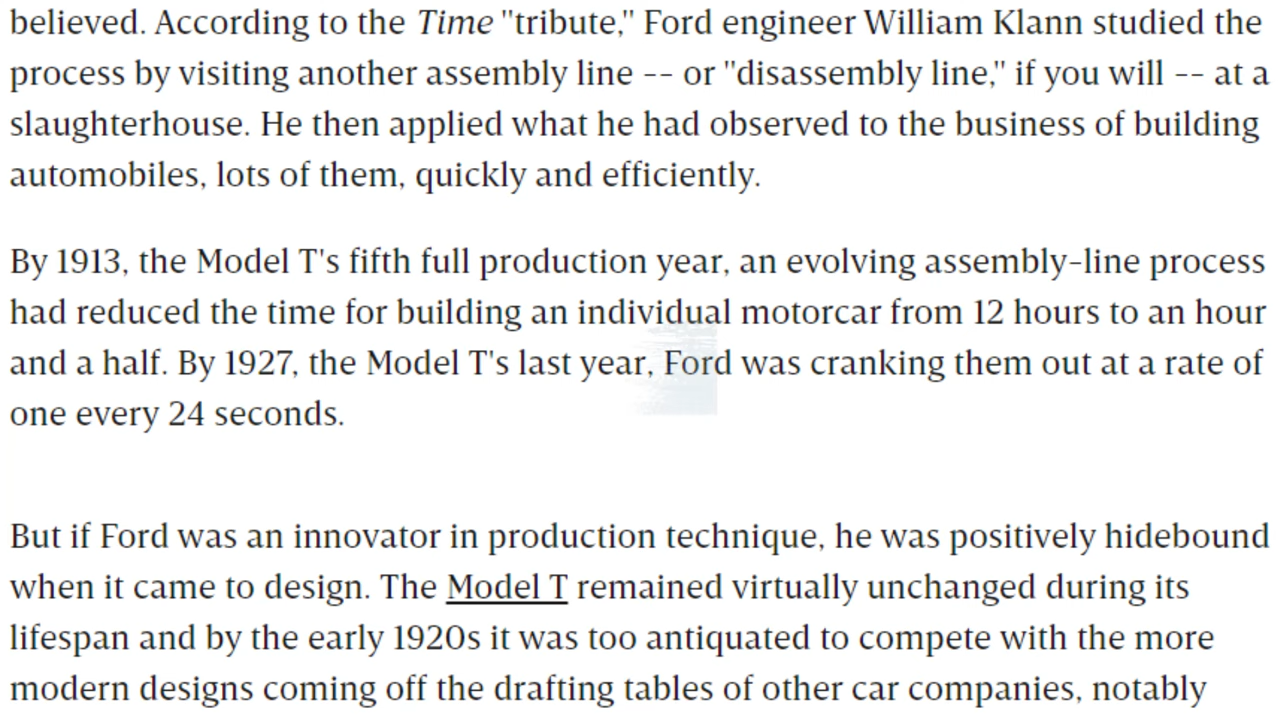 believed. According to the Time "tribute," Ford engineer William Klann studied the
process by visiting another assembly line -- or "disassembly line," if you will -- at a
slaughterhouse. He then applied what he had observed to the business of building
automobiles, lots of them, quickly and efficiently.
By 1913, the Model T's fifth full production year, an evolving assembly-line process
had reduced the time for building an individual motorcar from 12 hours to an hour
and a half. By 1927, the Model T's last year, Ford was cranking them out at a rate of
one every 24 seconds.
But if Ford was an innovator in production technique, he was positively hidebound
when it came to design. The Model T remained virtually unchanged during its
lifespan and by the early 1920s it was too antiquated to compete with the more
modern designs coming off the drafting tables of other car companies, notably